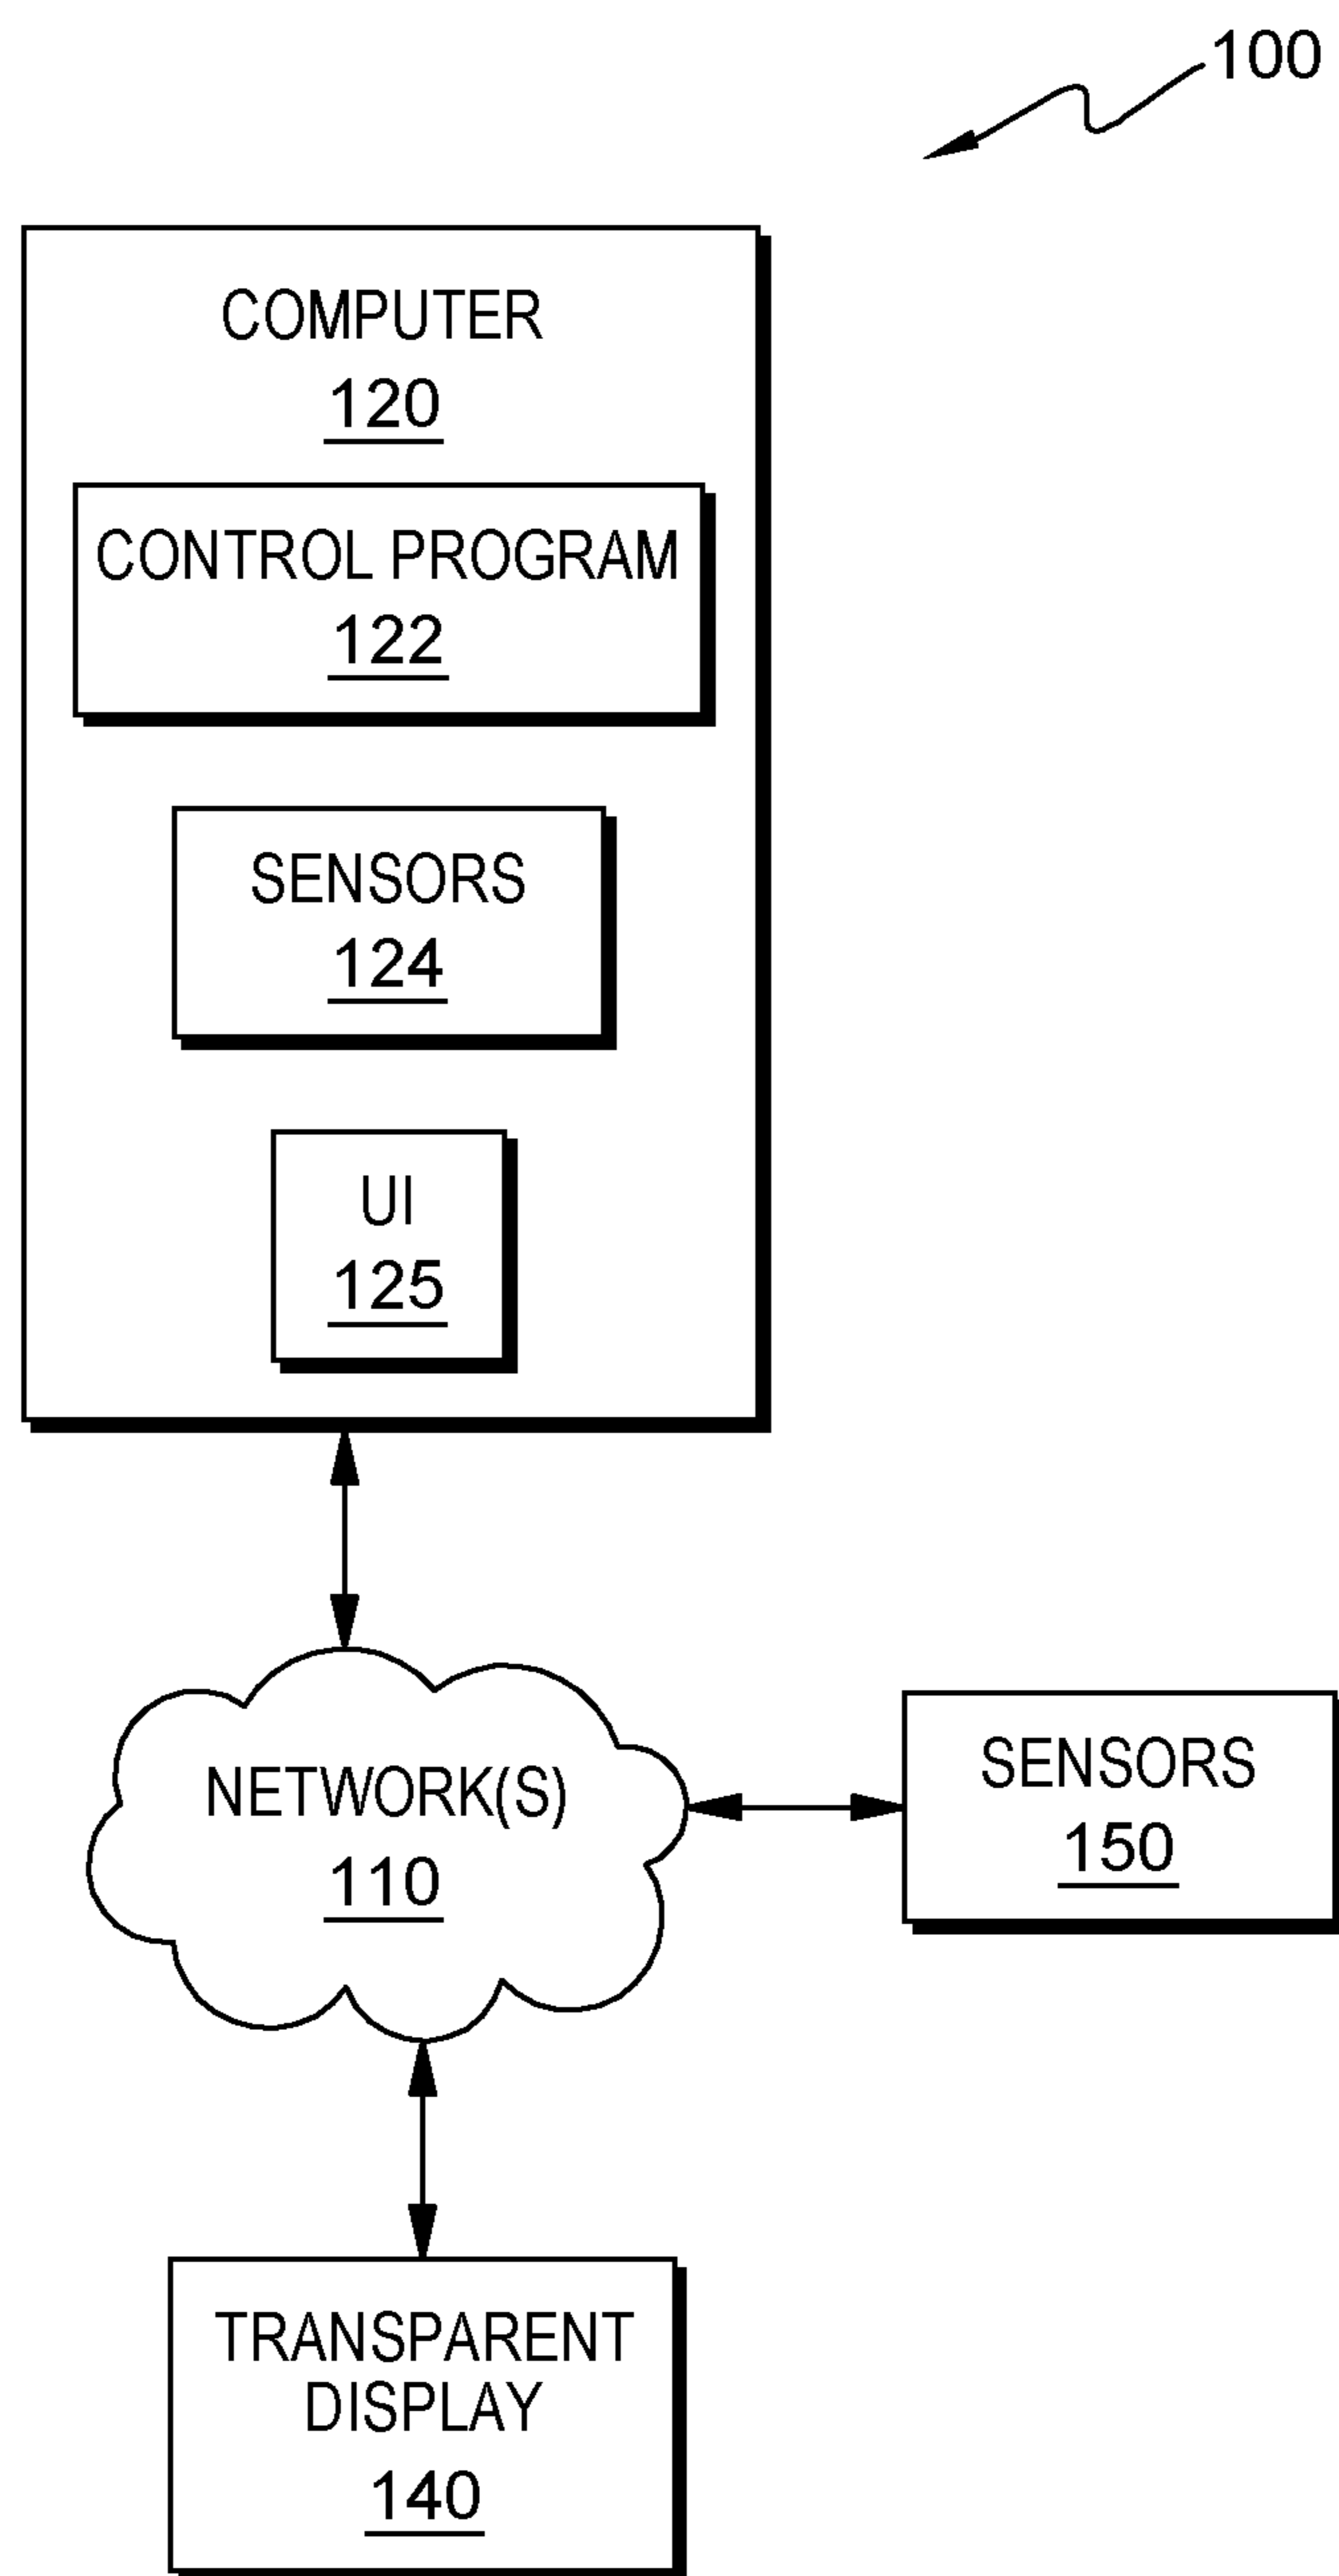 100
COMPUTER
120
CONTROL PROGRAM
122
SENSORS
124
UI
125
NETWORK(S)
110
SENSORS
150
TRANSPARENT
DISPLAY
140